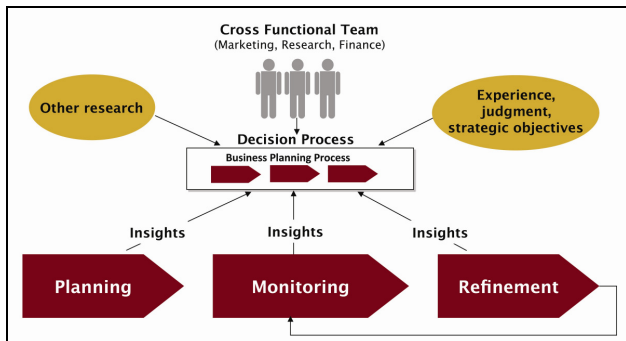 Cross Functional Team
(Marketing, Research, Finance)
Other research
Experience,
judgment,
strategic objectives
Decision Process
Business Planning Process
Insights
Insights
Insights
Planning
Monitoring
Refinement